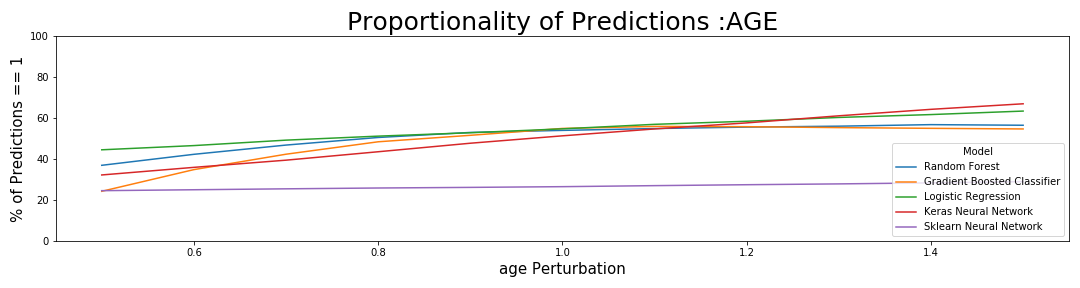 Proportionality of Predictions :AGE
% of Predictions == 1
100
80
60
40
20
0
0.6
0.8
1.0
1.2
1.4
age Perturbation
Model
Random Forest
Gradient Boosted Classifier
Logistic Regression
Keras Neural Network
Sklearn Neural Network